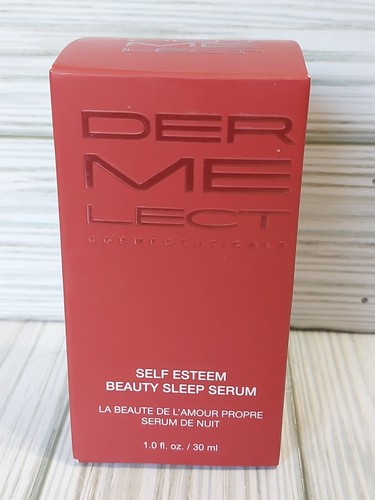 DER
ME
LECT
COSMECEUTICALS
SELF ESTEEM
BEAUTY SLEEP SERUM
LA BEAUTE DE L'AMOUR PROPRE
SERUM DE NUIT
1.0 fl. oz. / 30 ml